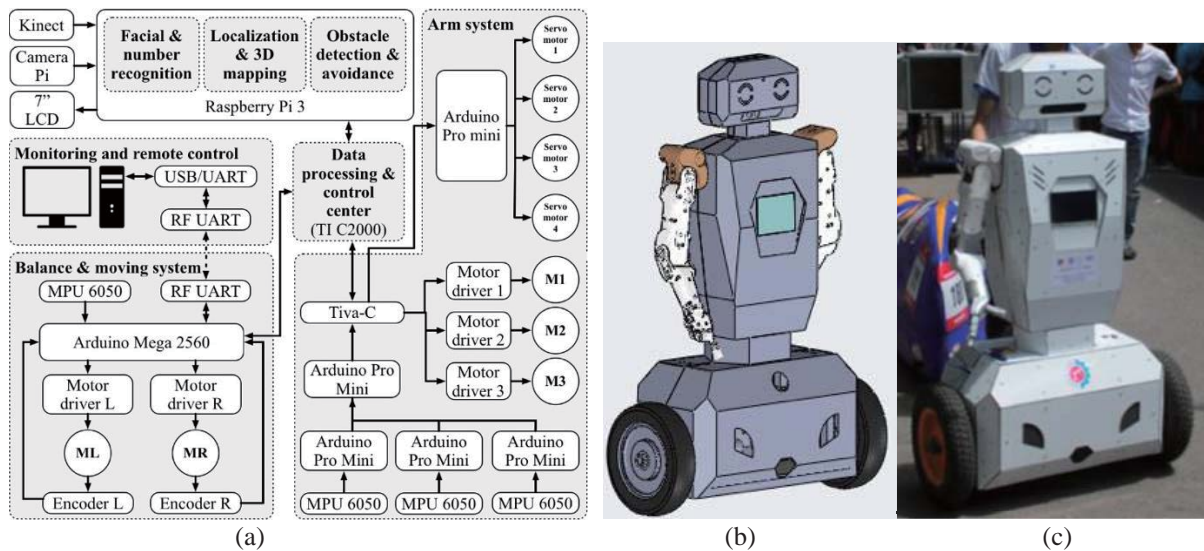 Kinect
Camera
Pi
7” LCD
Facial &
number
recognition
Localization
& 3D
mapping
Obstacle
detection &
avoidance
Raspberry Pi 3
Monitoring and remote control
USB/UART
RF UART
Data
processing &
control
center
(TI C2000)
Balance & moving system
MPU 6050
RF UART
Arduino Mega 2560
Motor
driver L
Motor
driver R
ML
MR
Encoder L
Encoder R
Arm system
Arduino
Pro mini
Servo
motor
1
Servo
motor
2
Servo
motor
3
Servo
motor
4
Tiva-C
Motor
driver 1
M1
Motor
driver 2
M2
Motor
driver 3
M3
Arduino Pro
Mini
Arduino
Pro Mini
Arduino
Pro Mini
Arduino
Pro Mini
MPU 6050
MPU 6050
MPU 6050
(a)
(b)
(c)